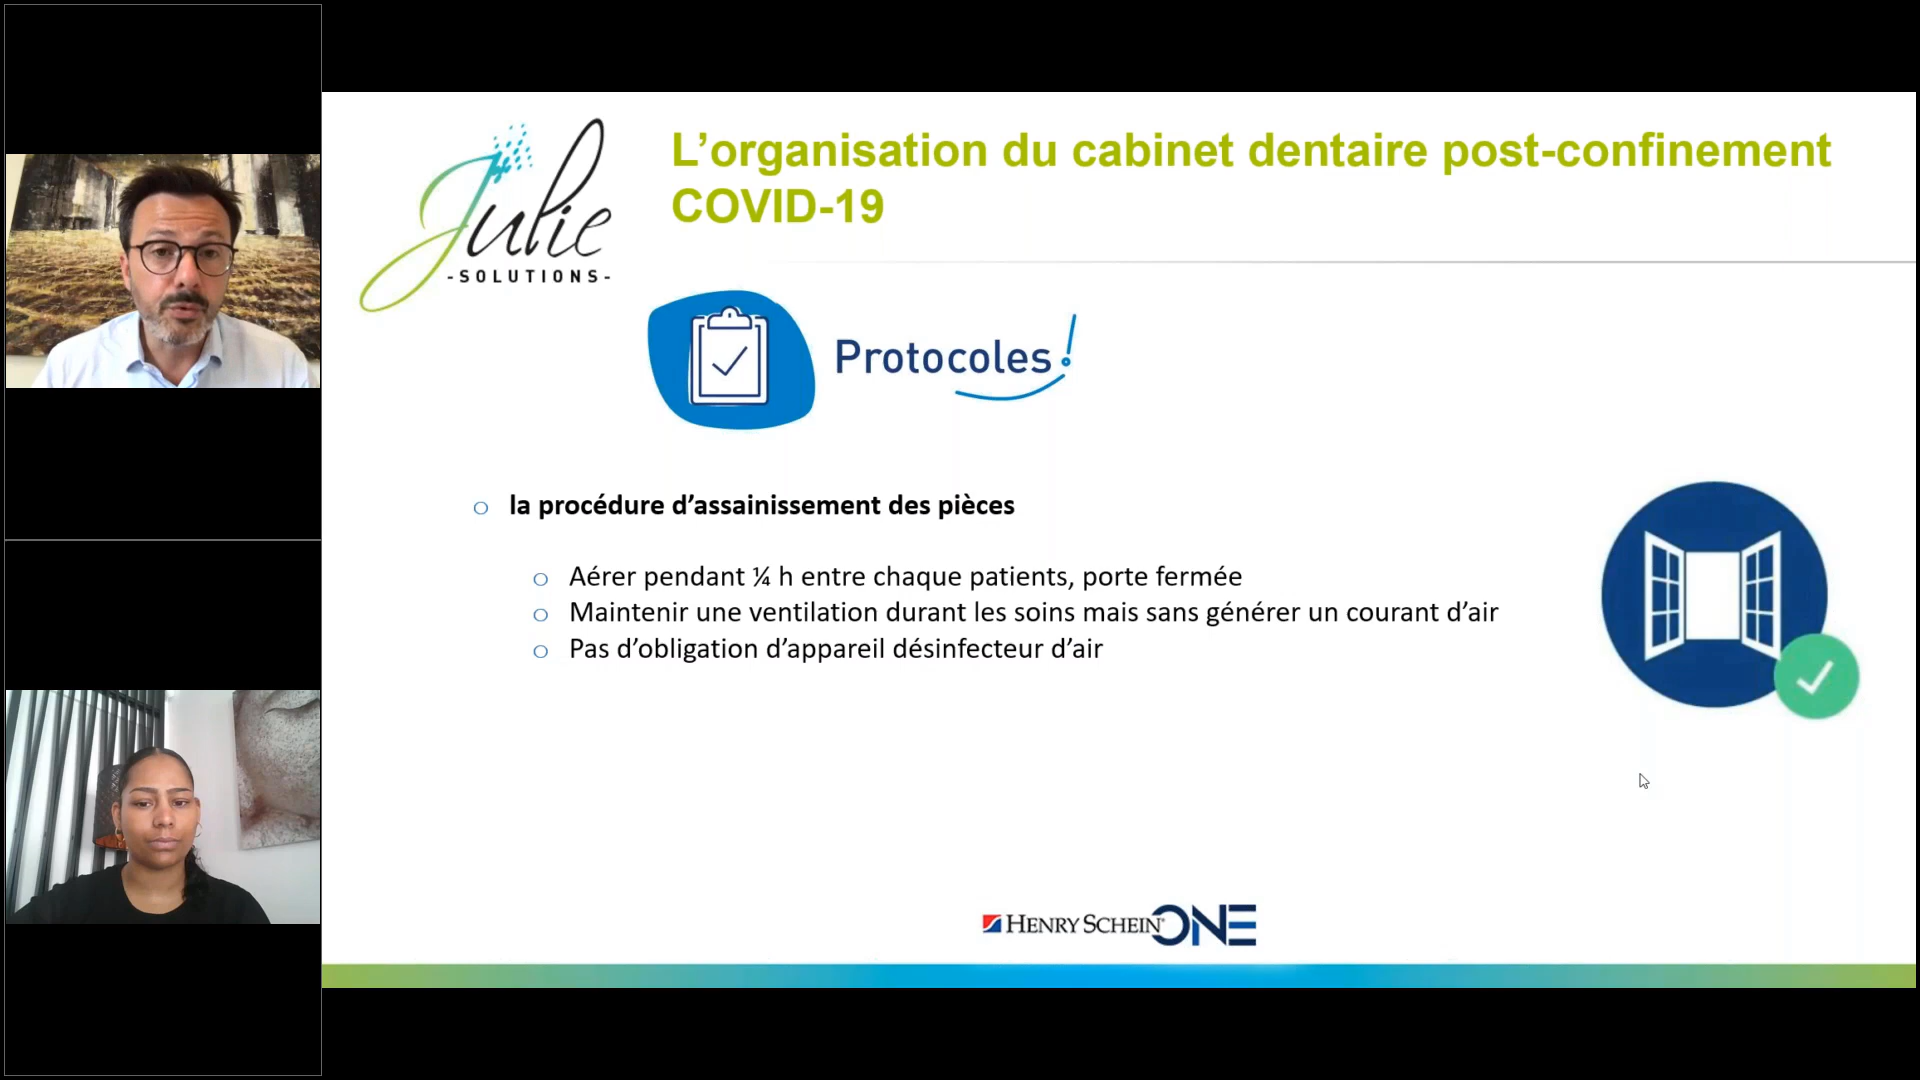 Julie
-SOLUTIONS-
L’organisation du cabinet dentaire post-confinement
COVID-19
Protocoles!
o la procédure d’assainissement des pièces
o Aérer pendant ¼ h entre chaque patients, porte fermée
o Maintenir une ventilation durant les soins mais sans générer un courant d’air
o Pas d’obligation d’appareil désinfecteur d’air
HENRY SCHEIN® ONE